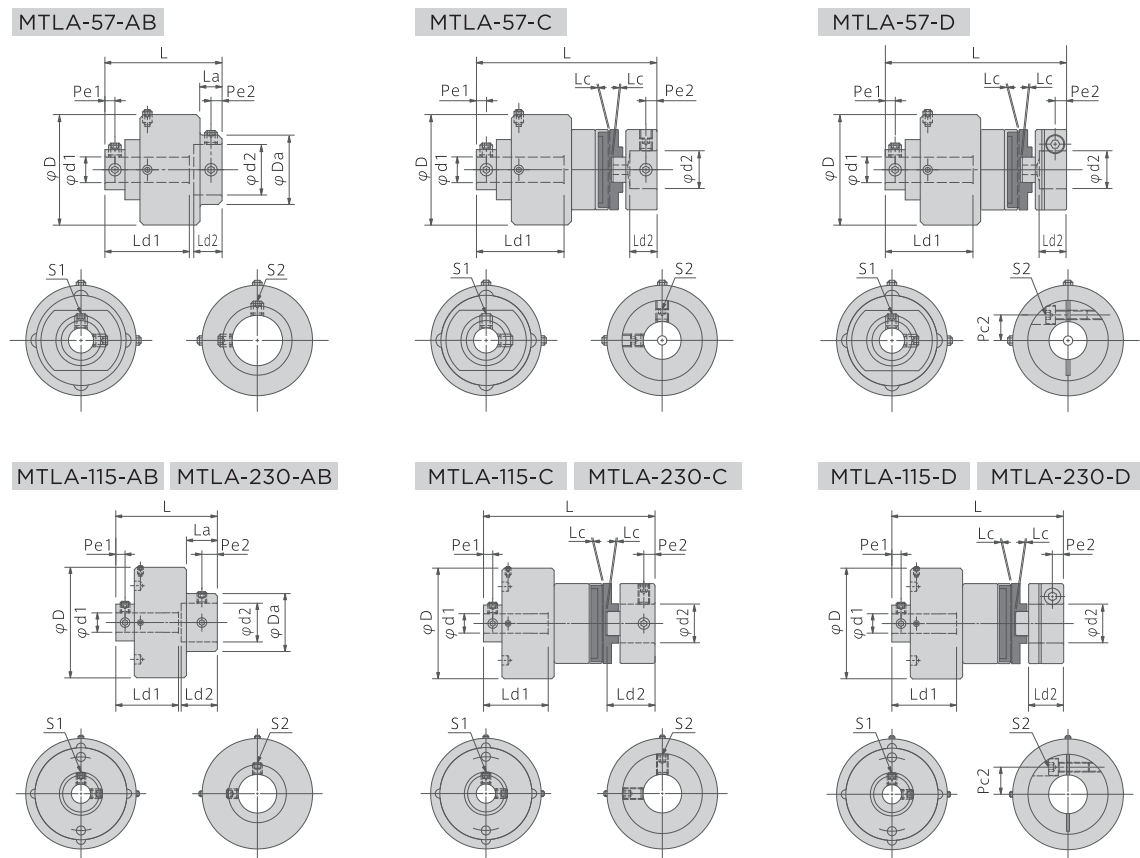 MTLA-57-AB
L
La
Pe1
Pe2
φD
φd1
φd2
φDa
Ld1
Ld2
S1
S2
MTLA-57-C
L
Lc
Lc
Pe1
Pe2
φD
φd1
φd2
Ld1
Ld2
S1
S2
MTLA-57-D
L
Lc
Lc
Pe1
Pe2
φD
φd1
φd2
Ld1
Ld2
S1
S2
Pc2
MTLA-115-AB
MTLA-230-AB
L
La
Pe1
Pe2
φD
φd1
φd2
φDa
Ld1
Ld2
S1
S2
MTLA-115-C
MTLA-230-C
L
Lc
Lc
Pe1
Pe2
φD
φd1
φd2
Ld1
Ld2
S1
S2
MTLA-115-D
MTLA-230-D
L
Lc
Lc
Pe1
Pe2
φD
φd1
φd2
Ld1
Ld2
S1
S2
Pc2